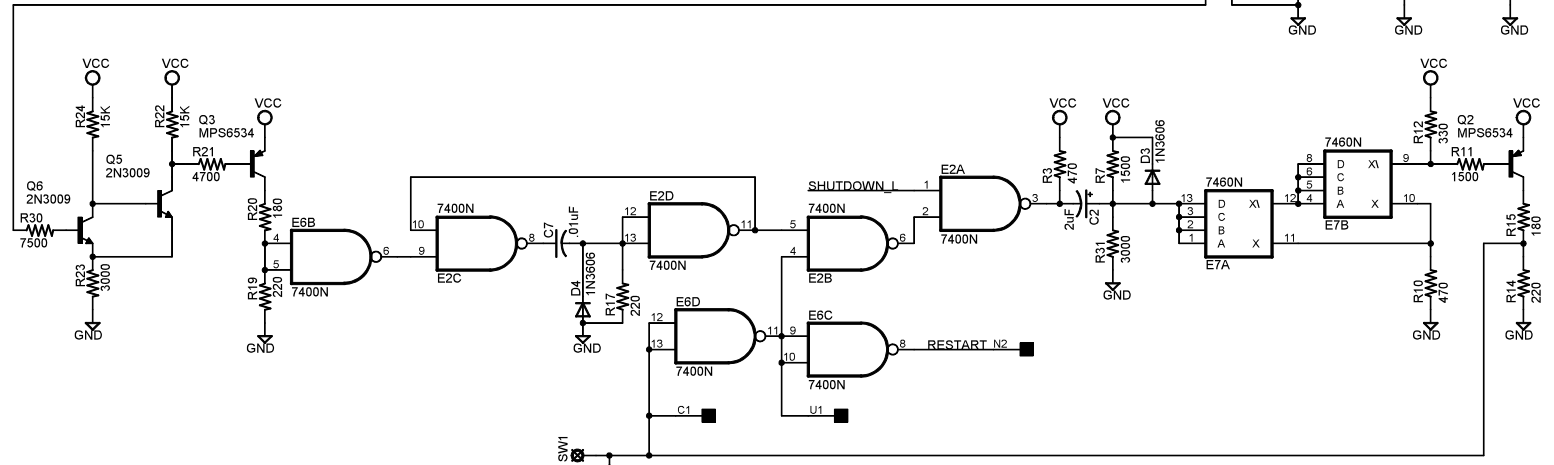 GND
GND
GND
VCC
VCC
VCC
VCC
VCC
VCC
VCC
R24
15K
R22
15K
Q3
MPS6534
R21
4700
Q5
2N3009
Q6
2N3009
R30
7500
R23
3000
GND
R20
180
R19
220
GND
E6B
4
5
6
7400N
7400N
10
9
8
E2C
C7
.01uF
D4
1N3606
R17
220
GND
E2D
12
13
11
7400N
SHUTDOWN_L
7400N
5
4
6
E2B
E2A
1
2
3
7400N
E6D
12
13
11
7400N
E6C
9
10
8
7400N
RESTART N2
C1
U1
SW1
R3
470
2uF
C2
+
R7
1500
R31
3000
GND
D3
1N3606
7460N
13
3
2
1
D
C
B
A
X\
X
12
11
E7A
7460N
8
6
5
4
D
C
B
A
X\
X
9
10
E7B
R12
330
Q2
MPS6534
R11
1500
R10
470
GND
R15
180
R14
220
GND